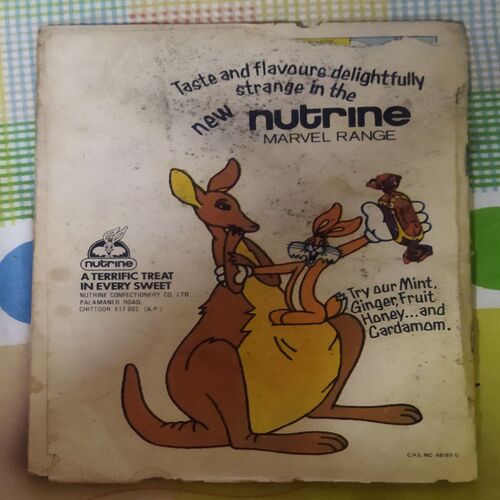 Taste and flavours delightfully
strange in the
new nutrine
MARVEL RANGE
nutrine
A TERRIFIC TREAT
IN EVERY SWEET
NUTRINE CONFECTIONERY CO. LTD.,
PALAMANER ROAD,
CHITTOOR 517 002. (A.P.)
Try our Mint,
Ginger, Fruit
Honey...and
Cardamom.